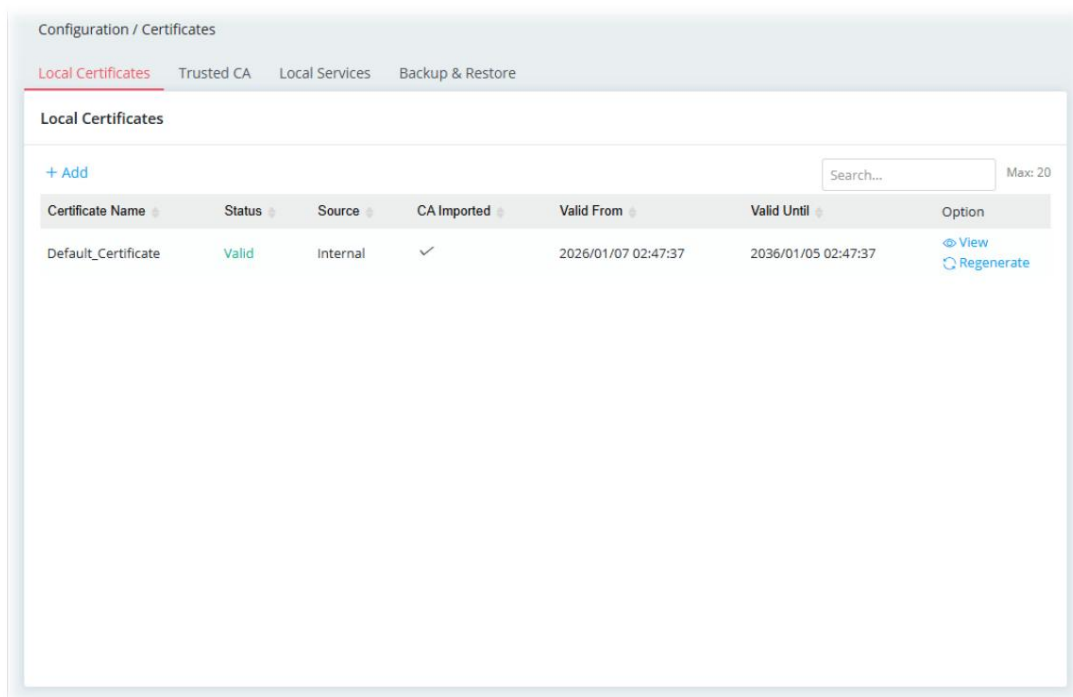 Configuration / Certificates
Local Certificates Trusted CA Local Services Backup & Restore
Local Certificates
+ Add Search... Max: 20
Certificate Name Status Source CA Imported Valid From Valid Until Option
Default_Certificate Valid Internal ✓ 2026/01/07 02:47:37 2036/01/05 02:47:37 View
Regenerate